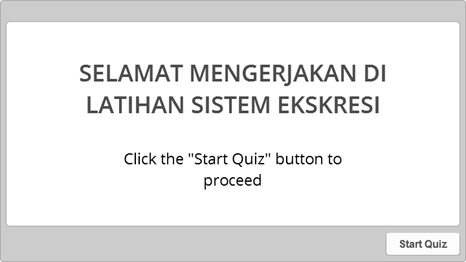 SELAMAT MENGERJAKAN DI
LATIHAN SISTEM EKSKRESI
Click the "Start Quiz" button to
proceed
Start Quiz